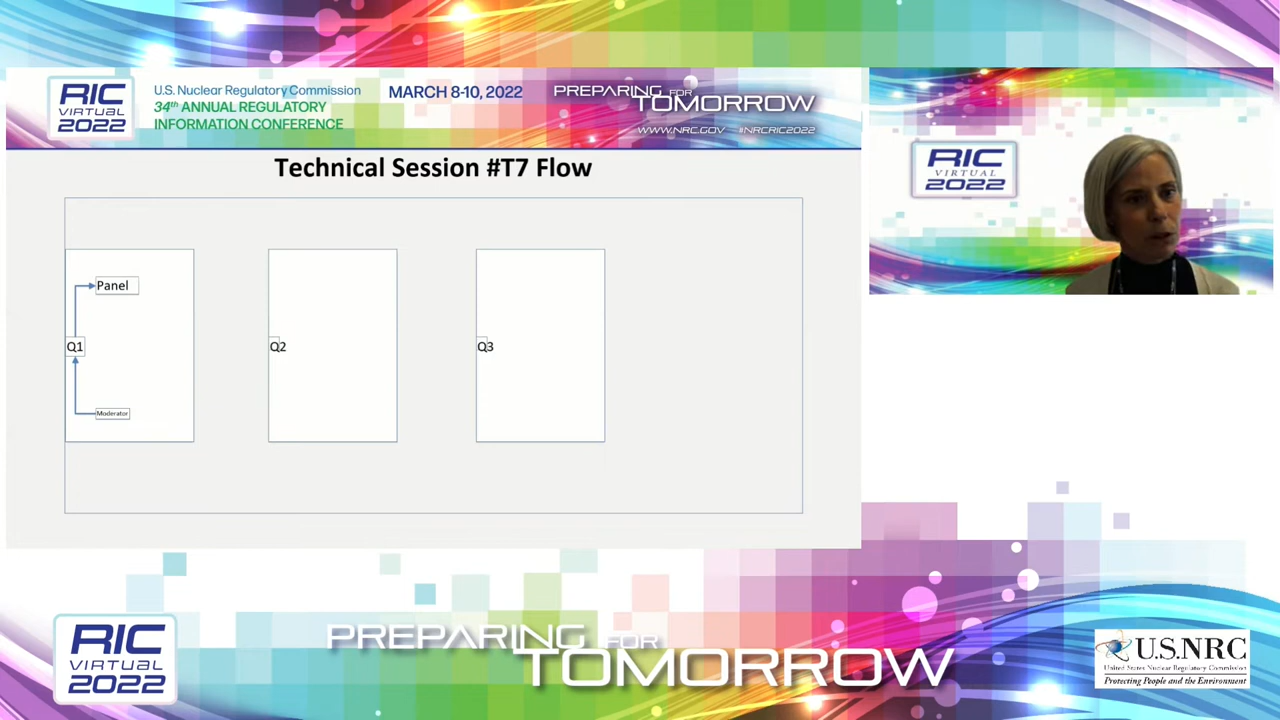 RIC
VIRTUAL
2022
U.S. Nuclear Regulatory Commission
34th ANNUAL REGULATORY
INFORMATION CONFERENCE
MARCH 8-10, 2022
PREPARING FOR
TOMORROW
WWW.NRC.GOV #NRCRIC2022
Technical Session #T7 Flow
Panel
Q1
Q2
Q3
Moderator
RIC
VIRTUAL
2022
RIC
VIRTUAL
2022
PREPARING FOR
TOMORROW
U.S.NRC
United States Nuclear Regulatory Commission
Protecting People and the Environment